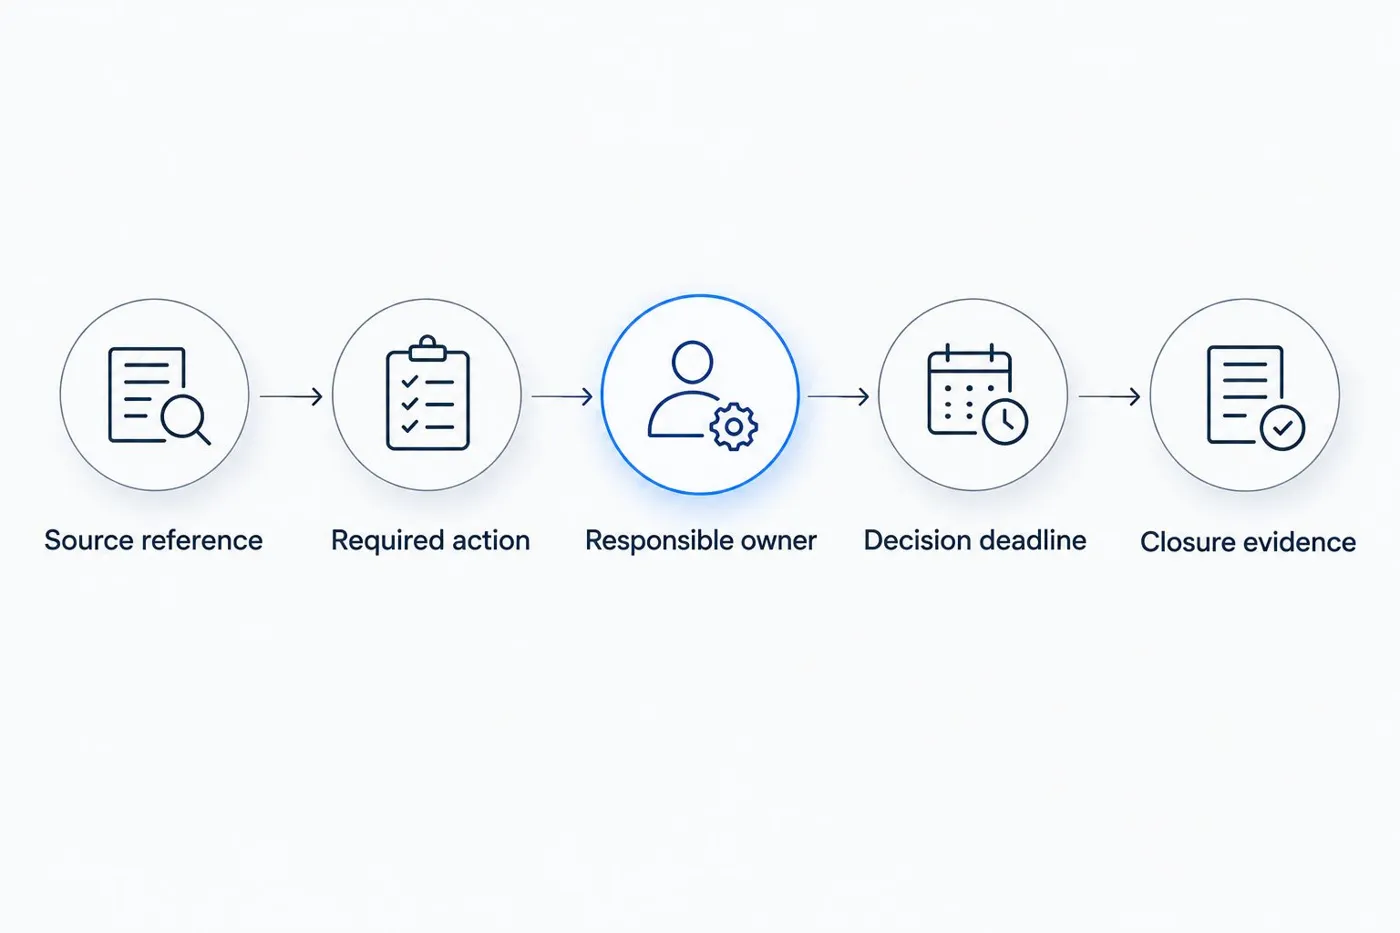 Source reference
Required action
Responsible owner
Decision deadline
Closure evidence